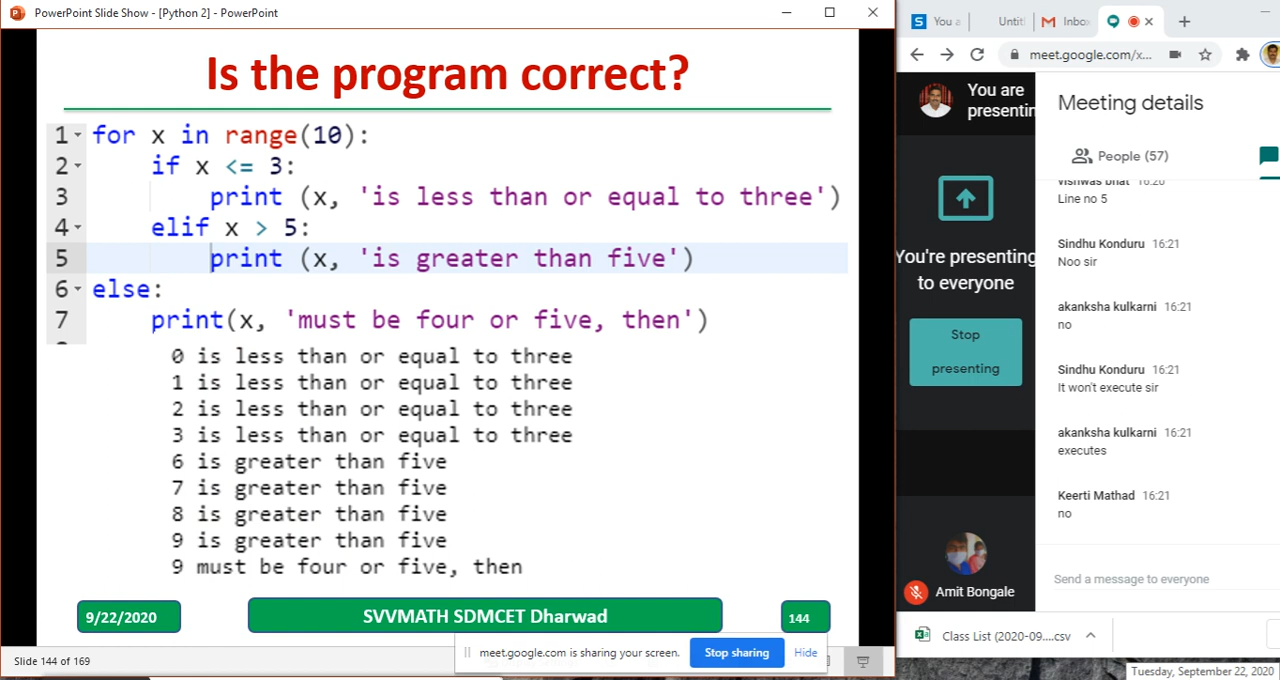 PowerPoint Slide Show - [Python 2] - PowerPoint
Is the program correct?
1 for x in range(10):
2 if x <= 3:
3 print (x, 'is less than or equal to three')
4 elif x > 5:
5 print (x, 'is greater than five')
6 else:
7 print(x, 'must be four or five, then')
0 is less than or equal to three
1 is less than or equal to three
2 is less than or equal to three
3 is less than or equal to three
6 is greater than five
7 is greater than five
8 is greater than five
9 is greater than five
9 must be four or five, then
9/22/2020
SVVMATH SDMCET Dharwad
144
meet.google.com is sharing your screen.
Stop sharing
Hide
Slide 144 of 169
S You a
Untiti
Inbox
meet.google.com/x...
You are
presentin
You're presenting
to everyone
Stop
presenting
Amit Bongale
Meeting details
People (57)
Vishwas bhat 16:20
Line no 5
Sindhu Konduru 16:21
Noo sir
akanksha kulkarni 16:21
no
Sindhu Konduru 16:21
It won't execute sir
akanksha kulkarni 16:21
executes
Keerti Mathad 16:21
no
Send a message to everyone
Class List (2020-09....csv
Tuesday, September 22, 2020